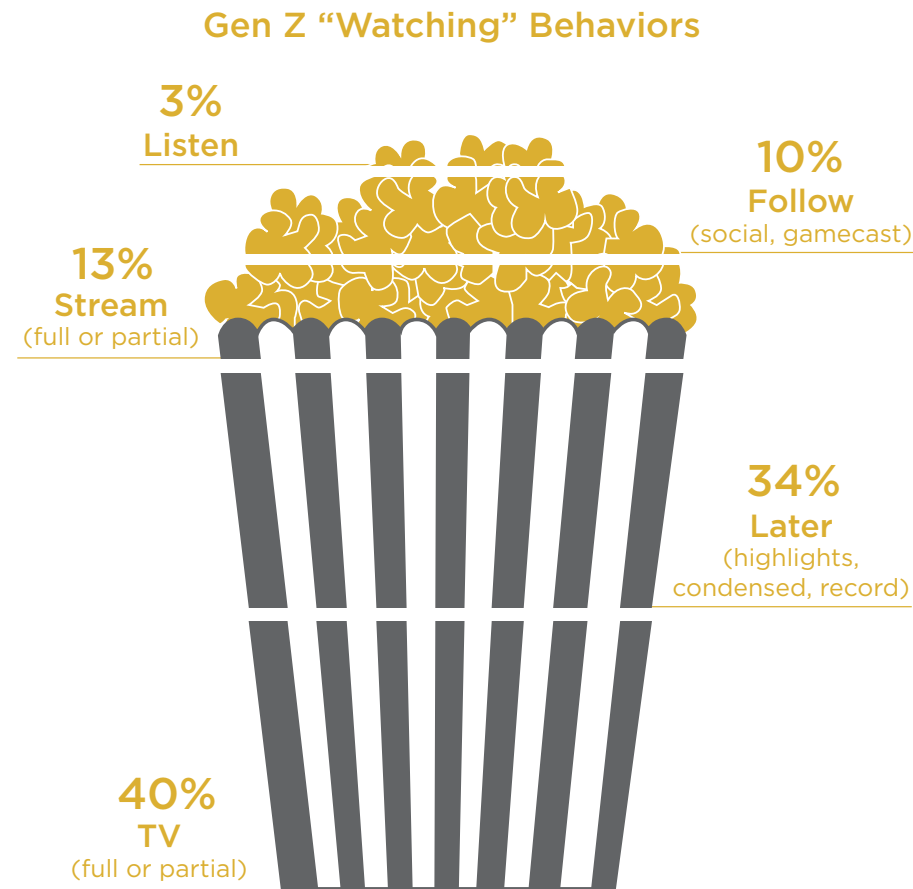 Gen Z “Watching” Behaviors
3%
Listen
10%
Follow
(social, gamecast)
13%
Stream
(full or partial)
34%
Later
(highlights,
condensed, record)
40%
TV
(full or partial)